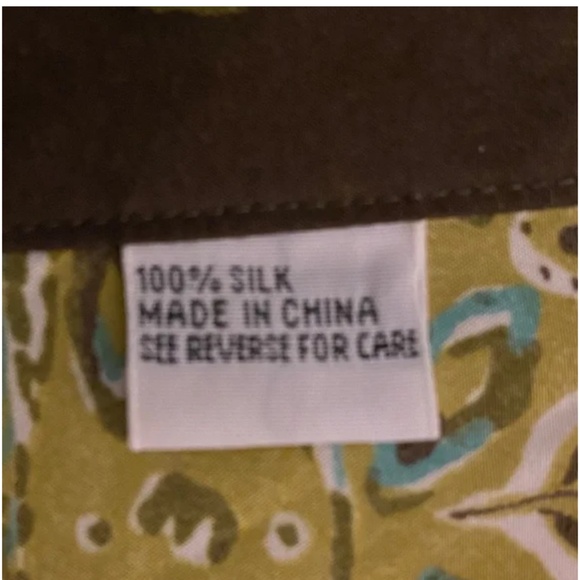 100% SILK
MADE IN CHINA
SEE REVERSE FOR CARE